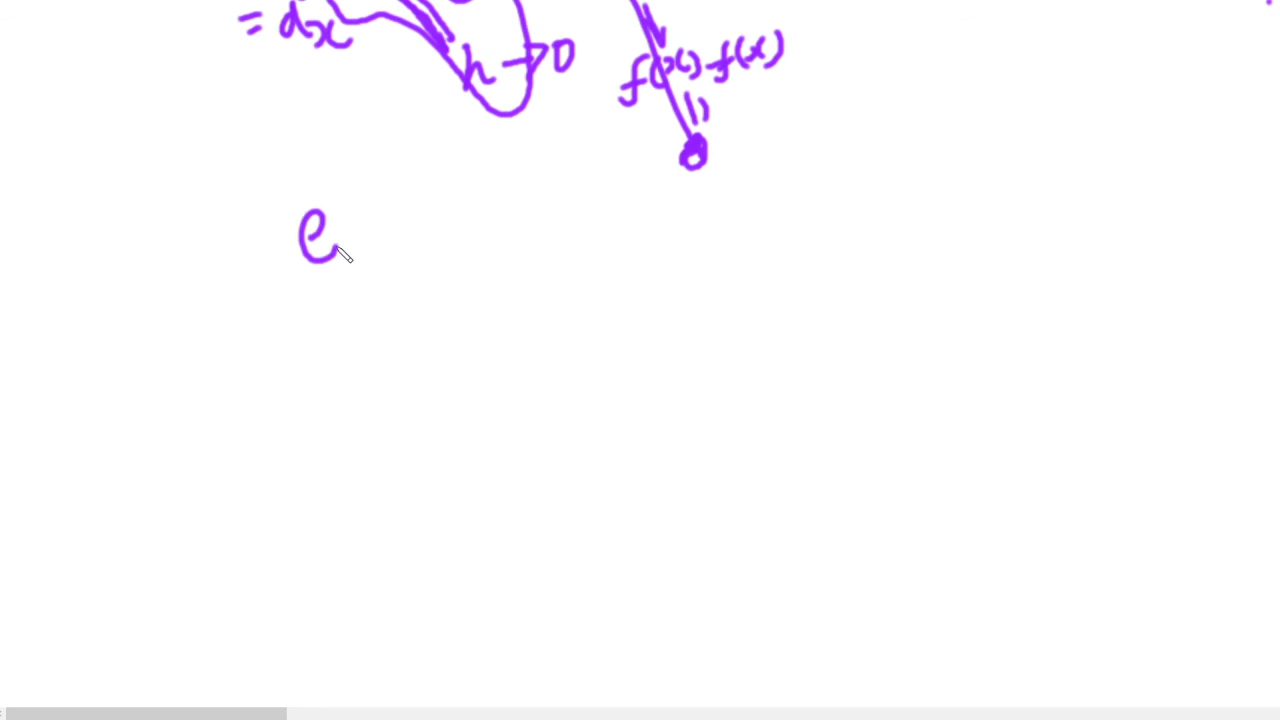 = dx
h → 0
f(x) - f(x)
0
e